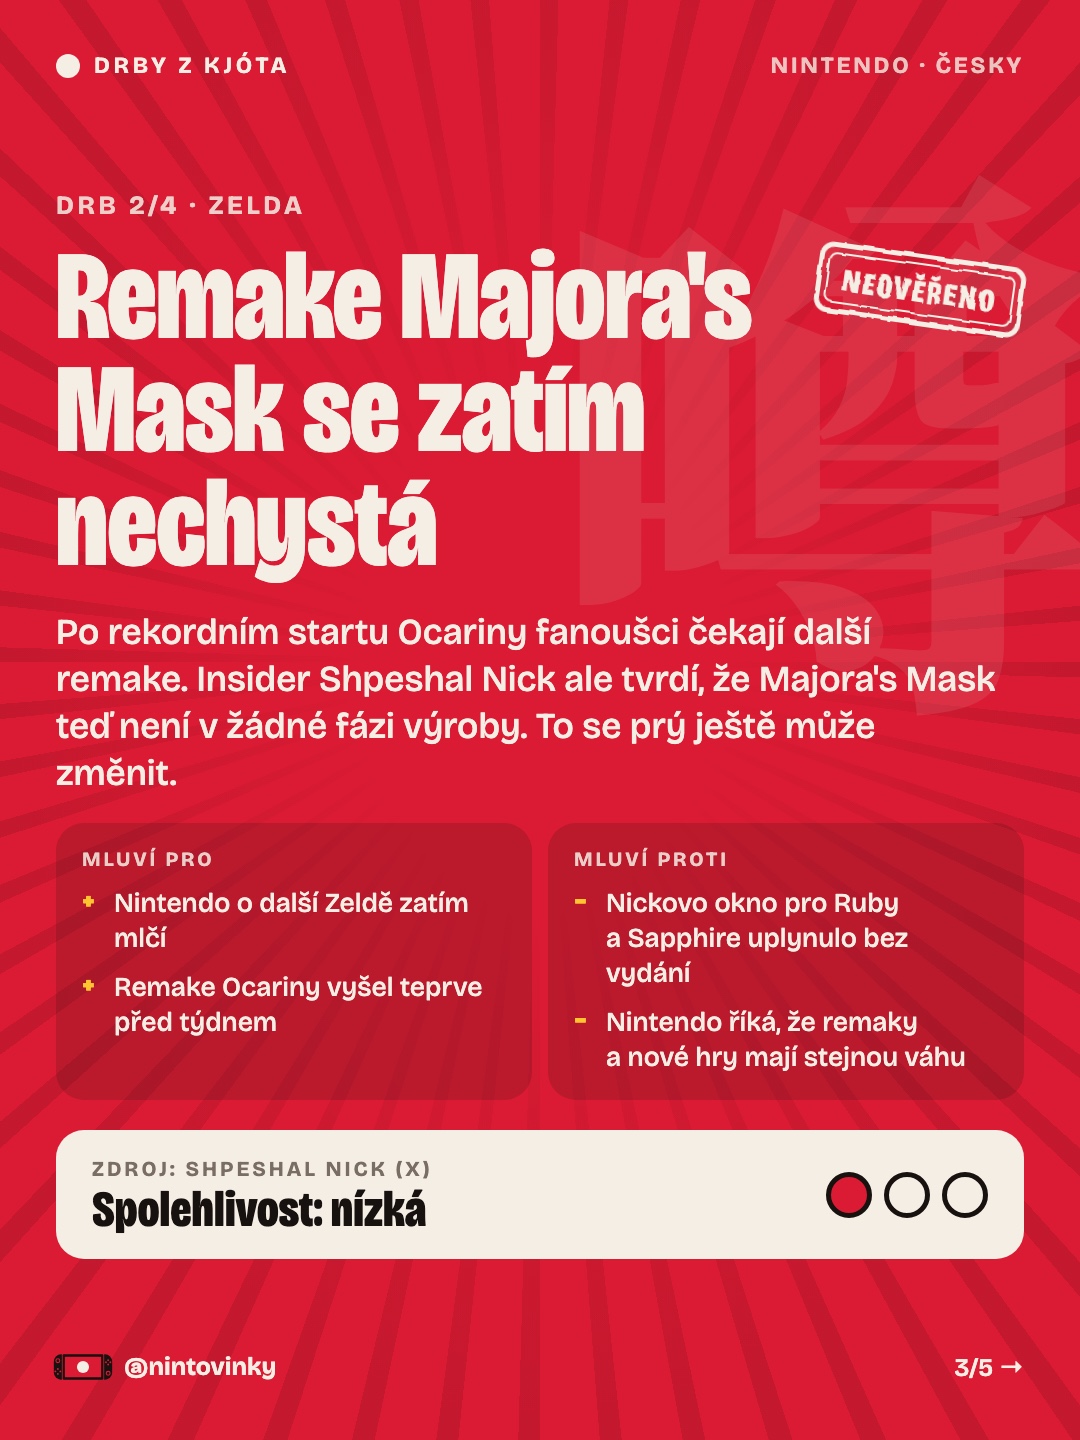 DRBY Z KJÓTA
NINTENDO · ČESKY
DRB 2/4 · ZELDA
Remake Majora's
Mask se zatím
nechystá
NEOVĚŘENO
噂
Po rekordním startu Ocariny fanoušci čekají další
remake. Insider Shpeshal Nick ale tvrdí, že Majora's Mask
teď není v žádné fázi výroby. To se prý ještě může
změnit.
MLUVÍ PRO
+ Nintendo o další Zeldě zatím
mlčí
+ Remake Ocariny vyšel teprve
před týdnem
MLUVÍ PROTI
- Nickovo okno pro Ruby
a Sapphire uplynulo bez
vydání
- Nintendo říká, že remaky
a nové hry mají stejnou váhu
ZDROJ: SHPESHAL NICK (X)
Spolehlivost: nízká
@nintovinky
3/5 →